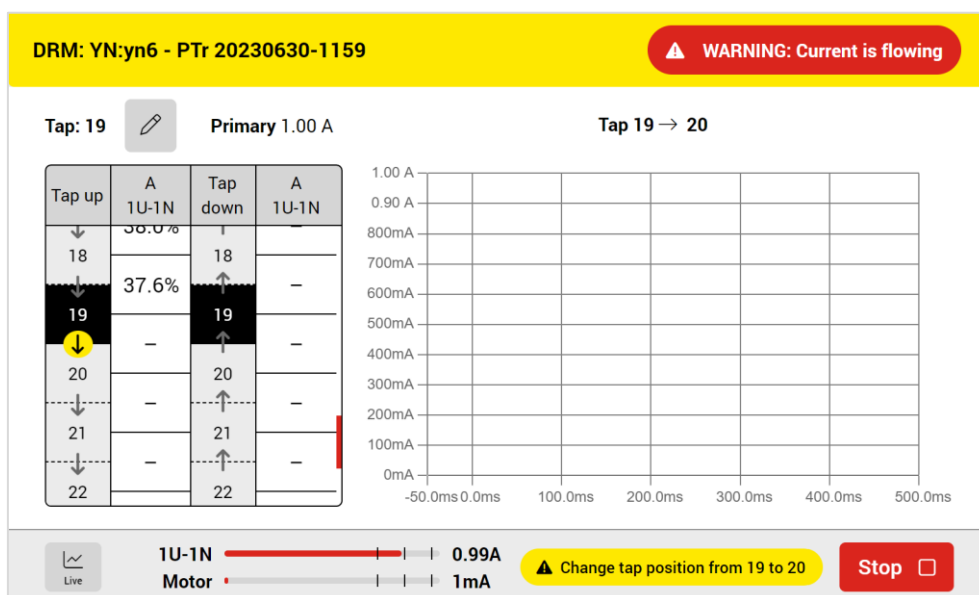 DRM: YN:yn6 - PTr 20230630-1159
WARNING: Current is flowing
Tap: 19
Primary 1.00 A
Tap 19 → 20
Tap up
A
1U-1N
Tap
down
A
1U-1N
38.0%
–
18
18
37.6%
–
19
19
–
–
20
20
–
–
21
21
–
–
22
22
1.00 A
0.90 A
800mA
700mA
600mA
500mA
400mA
300mA
200mA
100mA
0mA
-50.0ms 0.0ms 100.0ms 200.0ms 300.0ms 400.0ms 500.0ms
Live
1U-1N 0.99A
Motor 1mA
Change tap position from 19 to 20
Stop